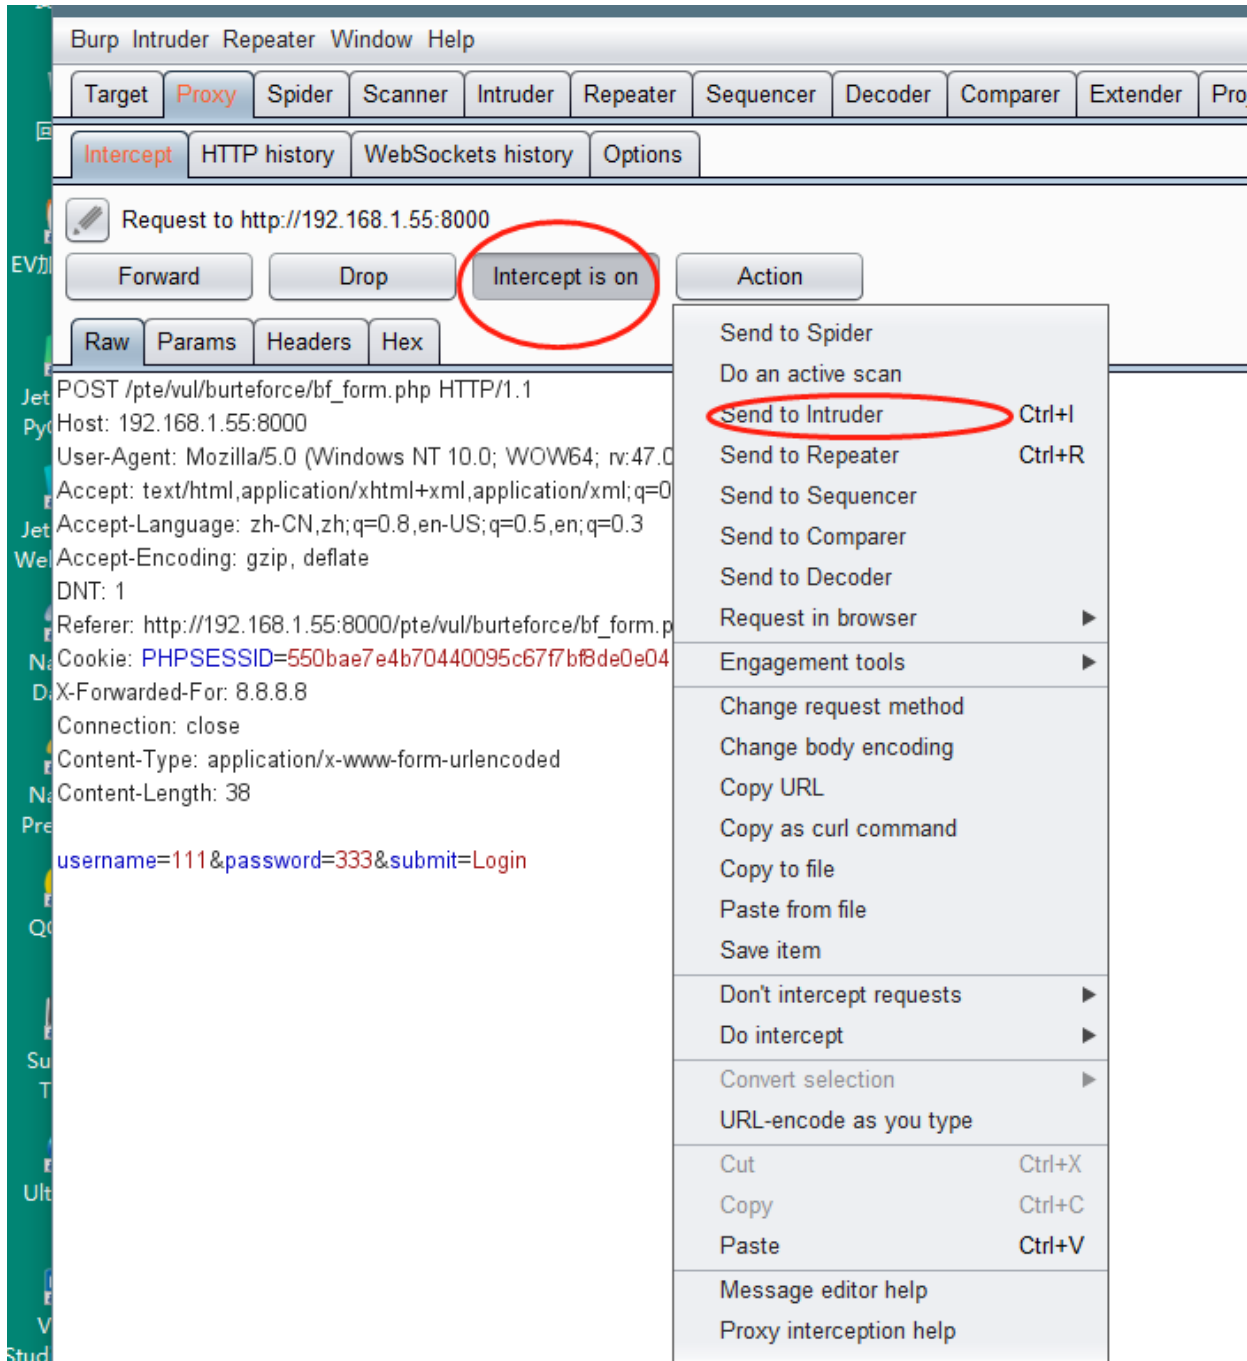 Burp Intruder Repeater Window Help
Target Proxy Spider Scanner Intruder Repeater Sequencer Decoder Comparer Extender
Intercept HTTP history WebSockets history Options
Request to http://192.168.1.55:8000
Forward Drop Intercept is on Action
Raw Params Headers Hex
POST /pte/vul/burteforce/bf_form.php HTTP/1.1
Host: 192.168.1.55:8000
User-Agent: Mozilla/5.0 (Windows NT 10.0; WOW64; rv:47.0
Accept: text/html,application/xhtml+xml,application/xml;q=0
Accept-Language: zh-CN,zh;q=0.8,en-US;q=0.5,en;q=0.3
Accept-Encoding: gzip, deflate
DNT: 1
Referer: http://192.168.1.55:8000/pte/vul/burteforce/bf_form.p
Cookie: PHPSESSID=550bae7e4b70440095c67f7bf8de0e04
X-Forwarded-For: 8.8.8.8
Connection: close
Content-Type: application/x-www-form-urlencoded
Content-Length: 38
username=111&password=333&submit=Login
Send to Spider
Do an active scan
Send to Intruder Ctrl+I
Send to Repeater Ctrl+R
Send to Sequencer
Send to Comparer
Send to Decoder
Request in browser
Engagement tools
Change request method
Change body encoding
Copy URL
Copy as curl command
Copy to file
Paste from file
Save item
Don't intercept requests
Do intercept
Convert selection
URL-encode as you type
Cut Ctrl+X
Copy Ctrl+C
Paste Ctrl+V
Message editor help
Proxy interception help